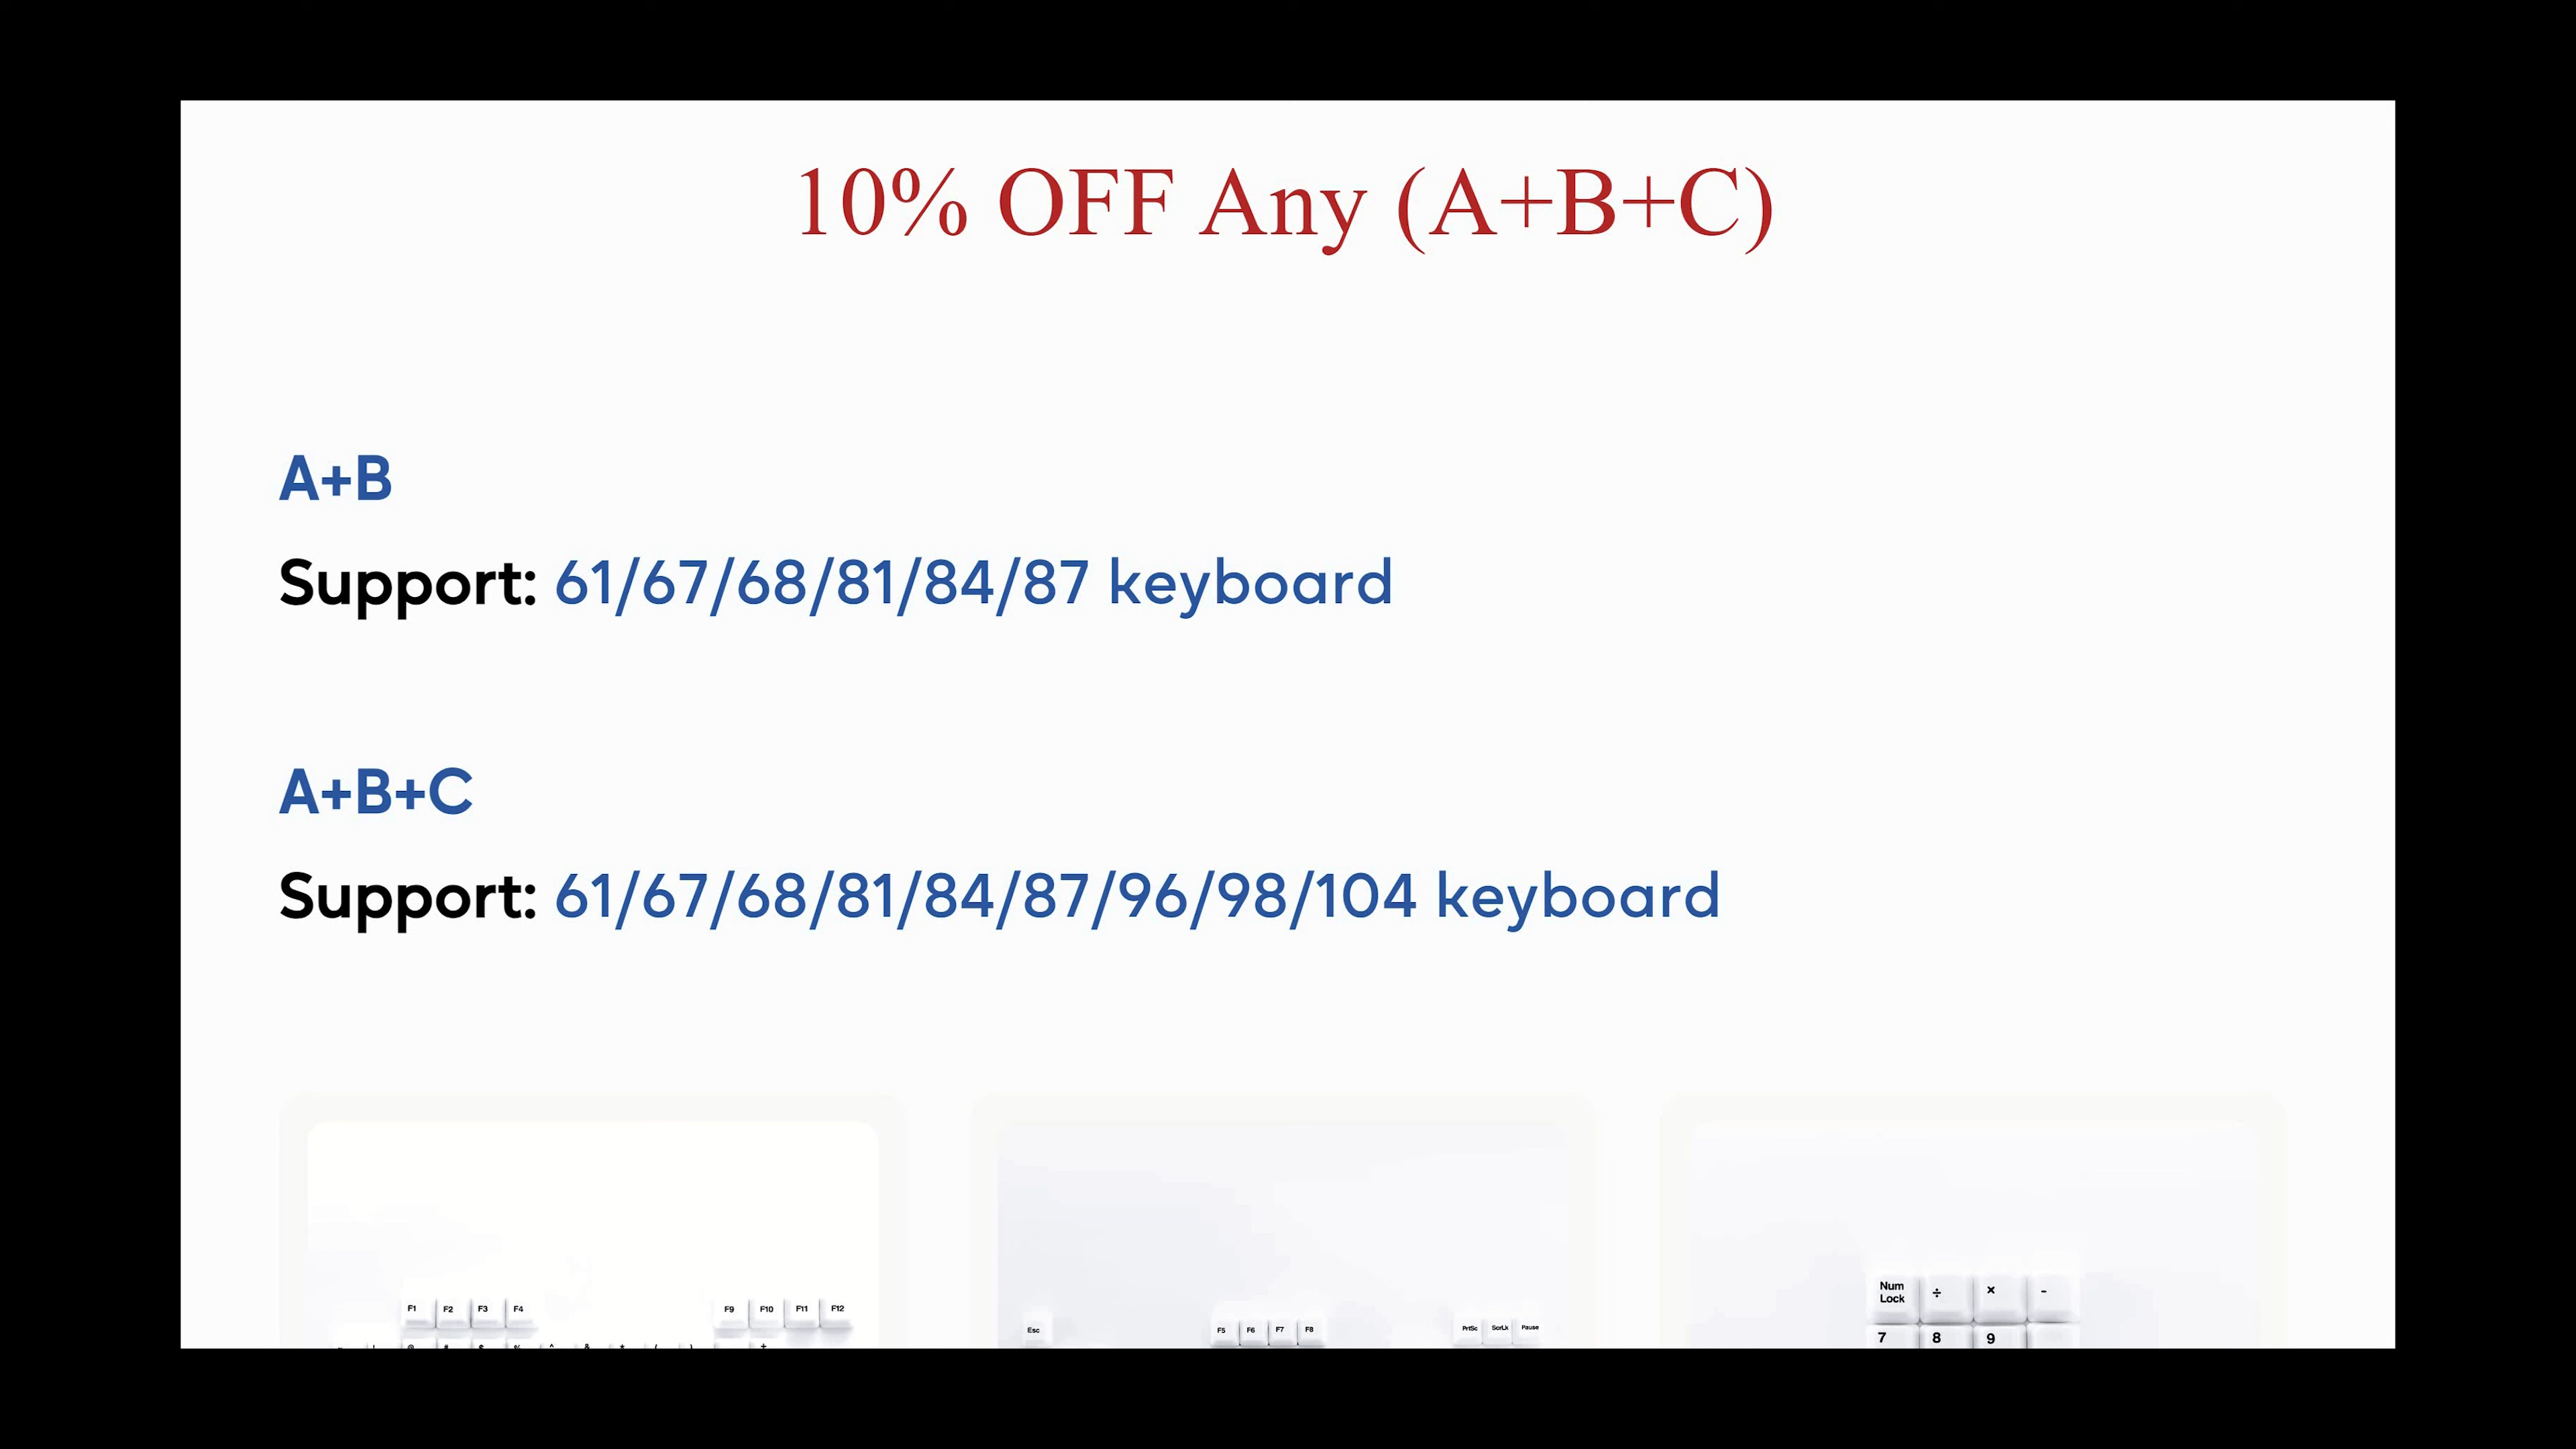 10% OFF Any (A+B+C)
A+B
Support: 61/67/68/81/84/87 keyboard
A+B+C
Support: 61/67/68/81/84/87/96/98/104 keyboard
F1 F2 F3 F4 F9 F10 F11 F12
Esc F5 F6 F7 F8 PrtSc ScrLk Pause
Num Lock ÷ × -
7 8 9